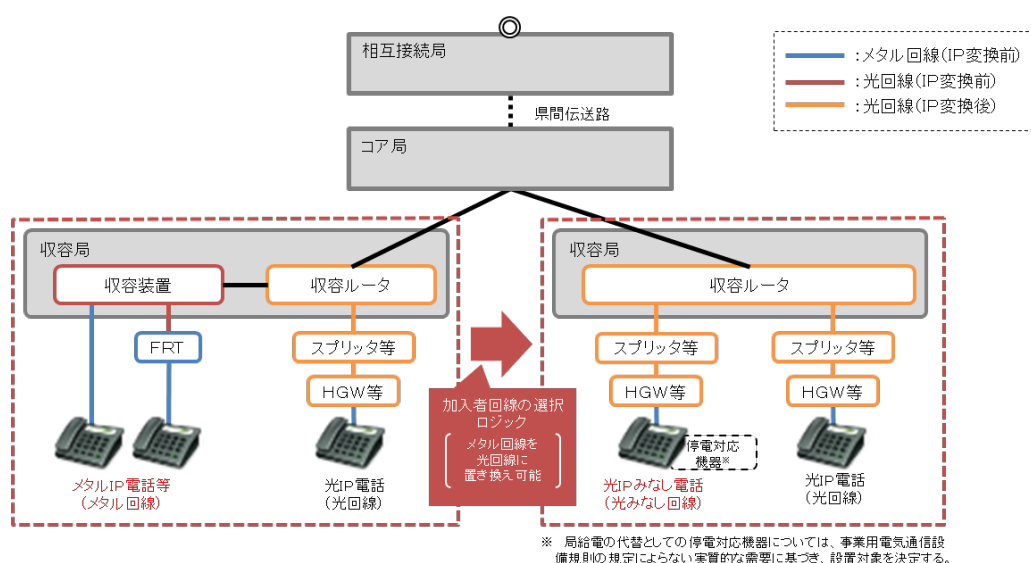 相互接続局
県間伝送路
コア局
:メタル回線(IP変換前)
:光回線(IP変換前)
:光回線(IP変換後)
収容局
収容装置
収容ルータ
FRT
スプリッタ等
HGW等
メタルIP電話等
(メタル回線)
光IP電話
(光回線)
加入者回線の選択
ロジック
メタル回線を
光回線に
置き換え可能
収容局
収容ルータ
スプリッタ等
スプリッタ等
HGW等
HGW等
停電対応
機器※
光IPみなし電話
(光みなし回線)
光IP電話
(光回線)
※ 局給電の代替としての停電対応機器については、事業用電気通信設
備規則の規定によらない実質的な需要に基づき、設置対象を決定する。